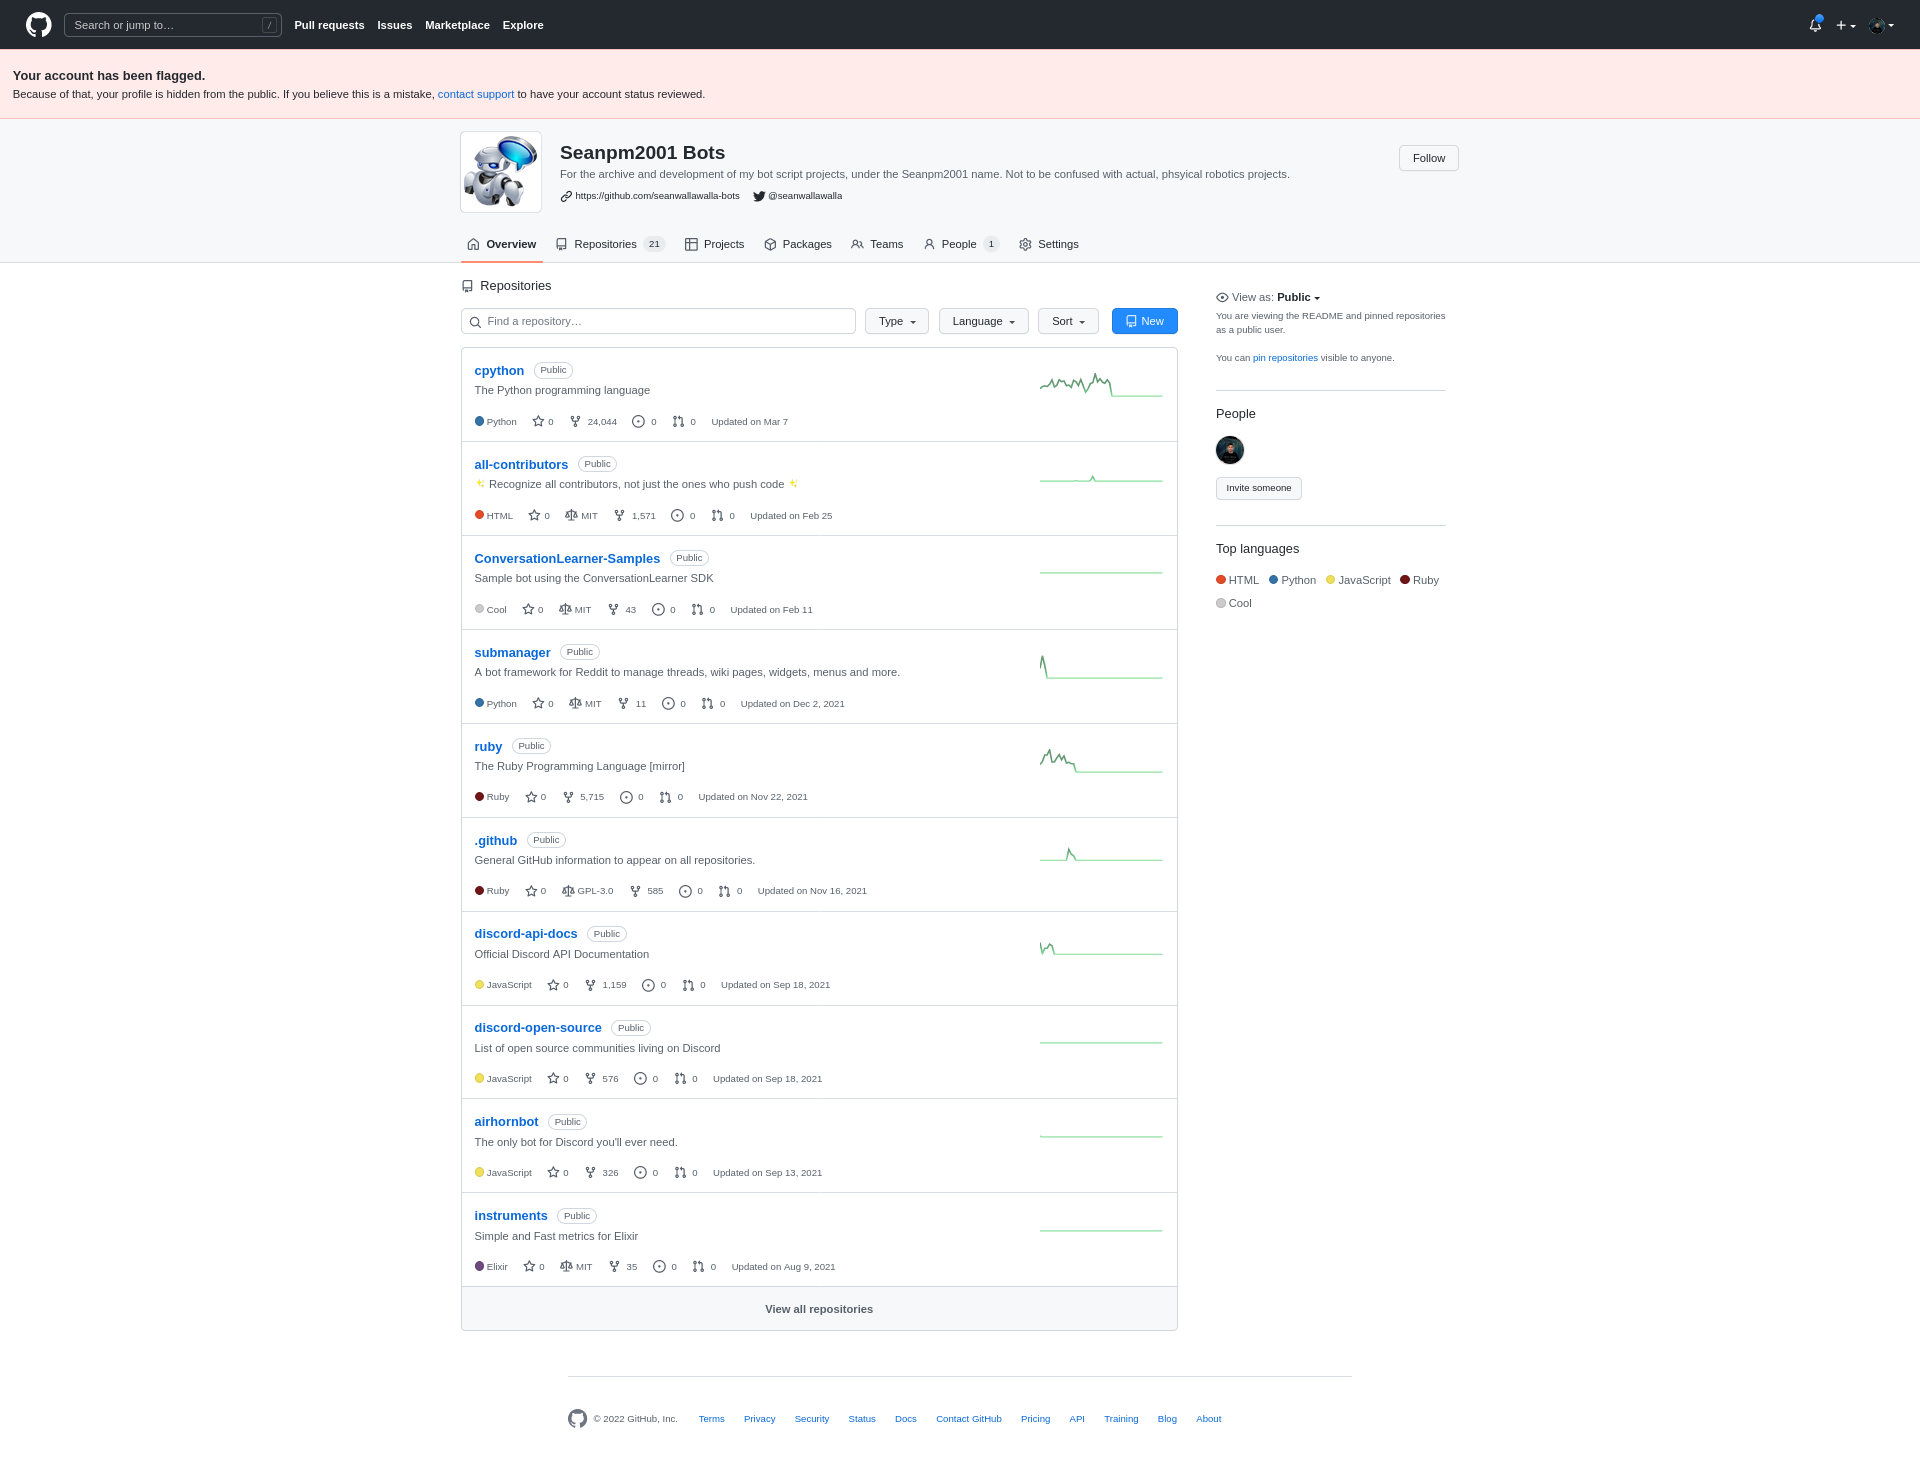 Search or jump to… /
Pull requests Issues Marketplace Explore
Your account has been flagged.
Because of that, your profile is hidden from the public. If you believe this is a mistake, contact support to have your account status reviewed.
Seanpm2001 Bots
Follow
For the archive and development of my bot script projects, under the Seanpm2001 name. Not to be confused with actual, phsyical robotics projects.
https://github.com/seanwallawalla-bots @seanwallawalla
Overview Repositories 21 Projects Packages Teams People 1 Settings
Repositories
Find a repository… Type Language Sort New
cpython Public
The Python programming language
Python 0 24,044 0 0 Updated on Mar 7
all-contributors Public
✨ Recognize all contributors, not just the ones who push code ✨
HTML 0 MIT 1,571 0 0 Updated on Feb 25
ConversationLearner-Samples Public
Sample bot using the ConversationLearner SDK
Cool 0 MIT 43 0 0 Updated on Feb 11
submanager Public
A bot framework for Reddit to manage threads, wiki pages, widgets, menus and more.
Python 0 MIT 11 0 0 Updated on Dec 2, 2021
ruby Public
The Ruby Programming Language [mirror]
Ruby 0 5,715 0 0 Updated on Nov 22, 2021
.github Public
General GitHub information to appear on all repositories.
Ruby 0 GPL-3.0 585 0 0 Updated on Nov 16, 2021
discord-api-docs Public
Official Discord API Documentation
JavaScript 0 1,159 0 0 Updated on Sep 18, 2021
discord-open-source Public
List of open source communities living on Discord
JavaScript 0 576 0 0 Updated on Sep 18, 2021
airhornbot Public
The only bot for Discord you'll ever need.
JavaScript 0 326 0 0 Updated on Sep 13, 2021
instruments Public
Simple and Fast metrics for Elixir
Elixir 0 MIT 35 0 0 Updated on Aug 9, 2021
View all repositories
View as: Public
You are viewing the README and pinned repositories
as a public user.
You can pin repositories visible to anyone.
People
Invite someone
Top languages
HTML Python JavaScript Ruby
Cool
© 2022 GitHub, Inc. Terms Privacy Security Status Docs Contact GitHub Pricing API Training Blog About